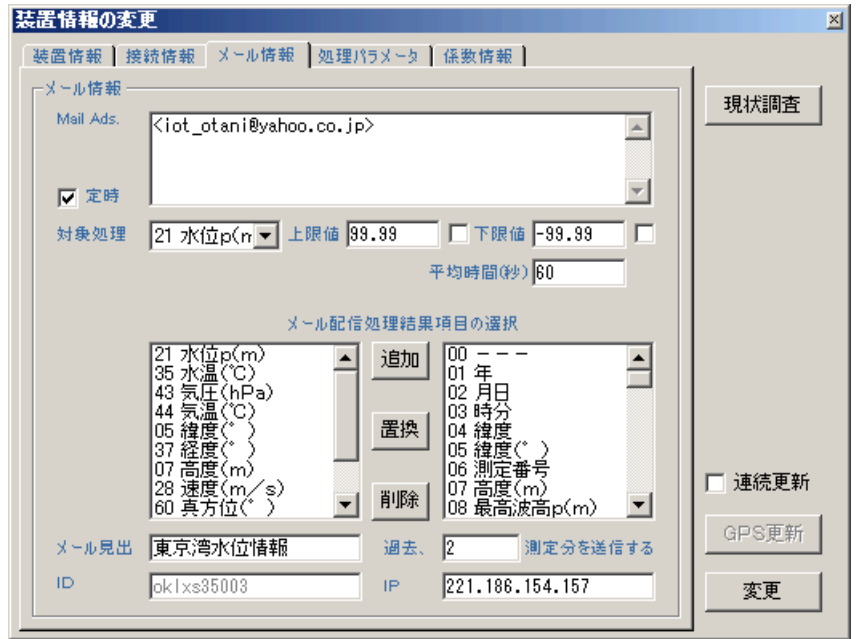 装置情報の変更
装置情報 接続情報 メール情報 処理パラメータ 係数情報
メール情報
現状調査
Mail Ads.
<iot_otani@yahoo.co.jp>
定時
対象処理 21 水位p(m 上限値 99.99 下限値 -99.99
平均時間(秒) 60
メール配信処理結果項目の選択
21 水位p(m)
35 水温(℃)
43 気圧(hPa)
44 気温(℃)
05 緯度(゜)
37 経度(゜)
07 高度(m)
28 速度(m/s)
60 真方位(゜)
追加
置換
削除
00 −−−
01 年
02 月日
03 時分
04 緯度
05 緯度(゜)
06 測定番号
07 高度(m)
08 最高波高p(m)
連続更新
GPS更新
メール見出 東京湾水位情報 過去、 2 測定分を送信する
ID oklxs35003 IP 221.186.154.157
変更